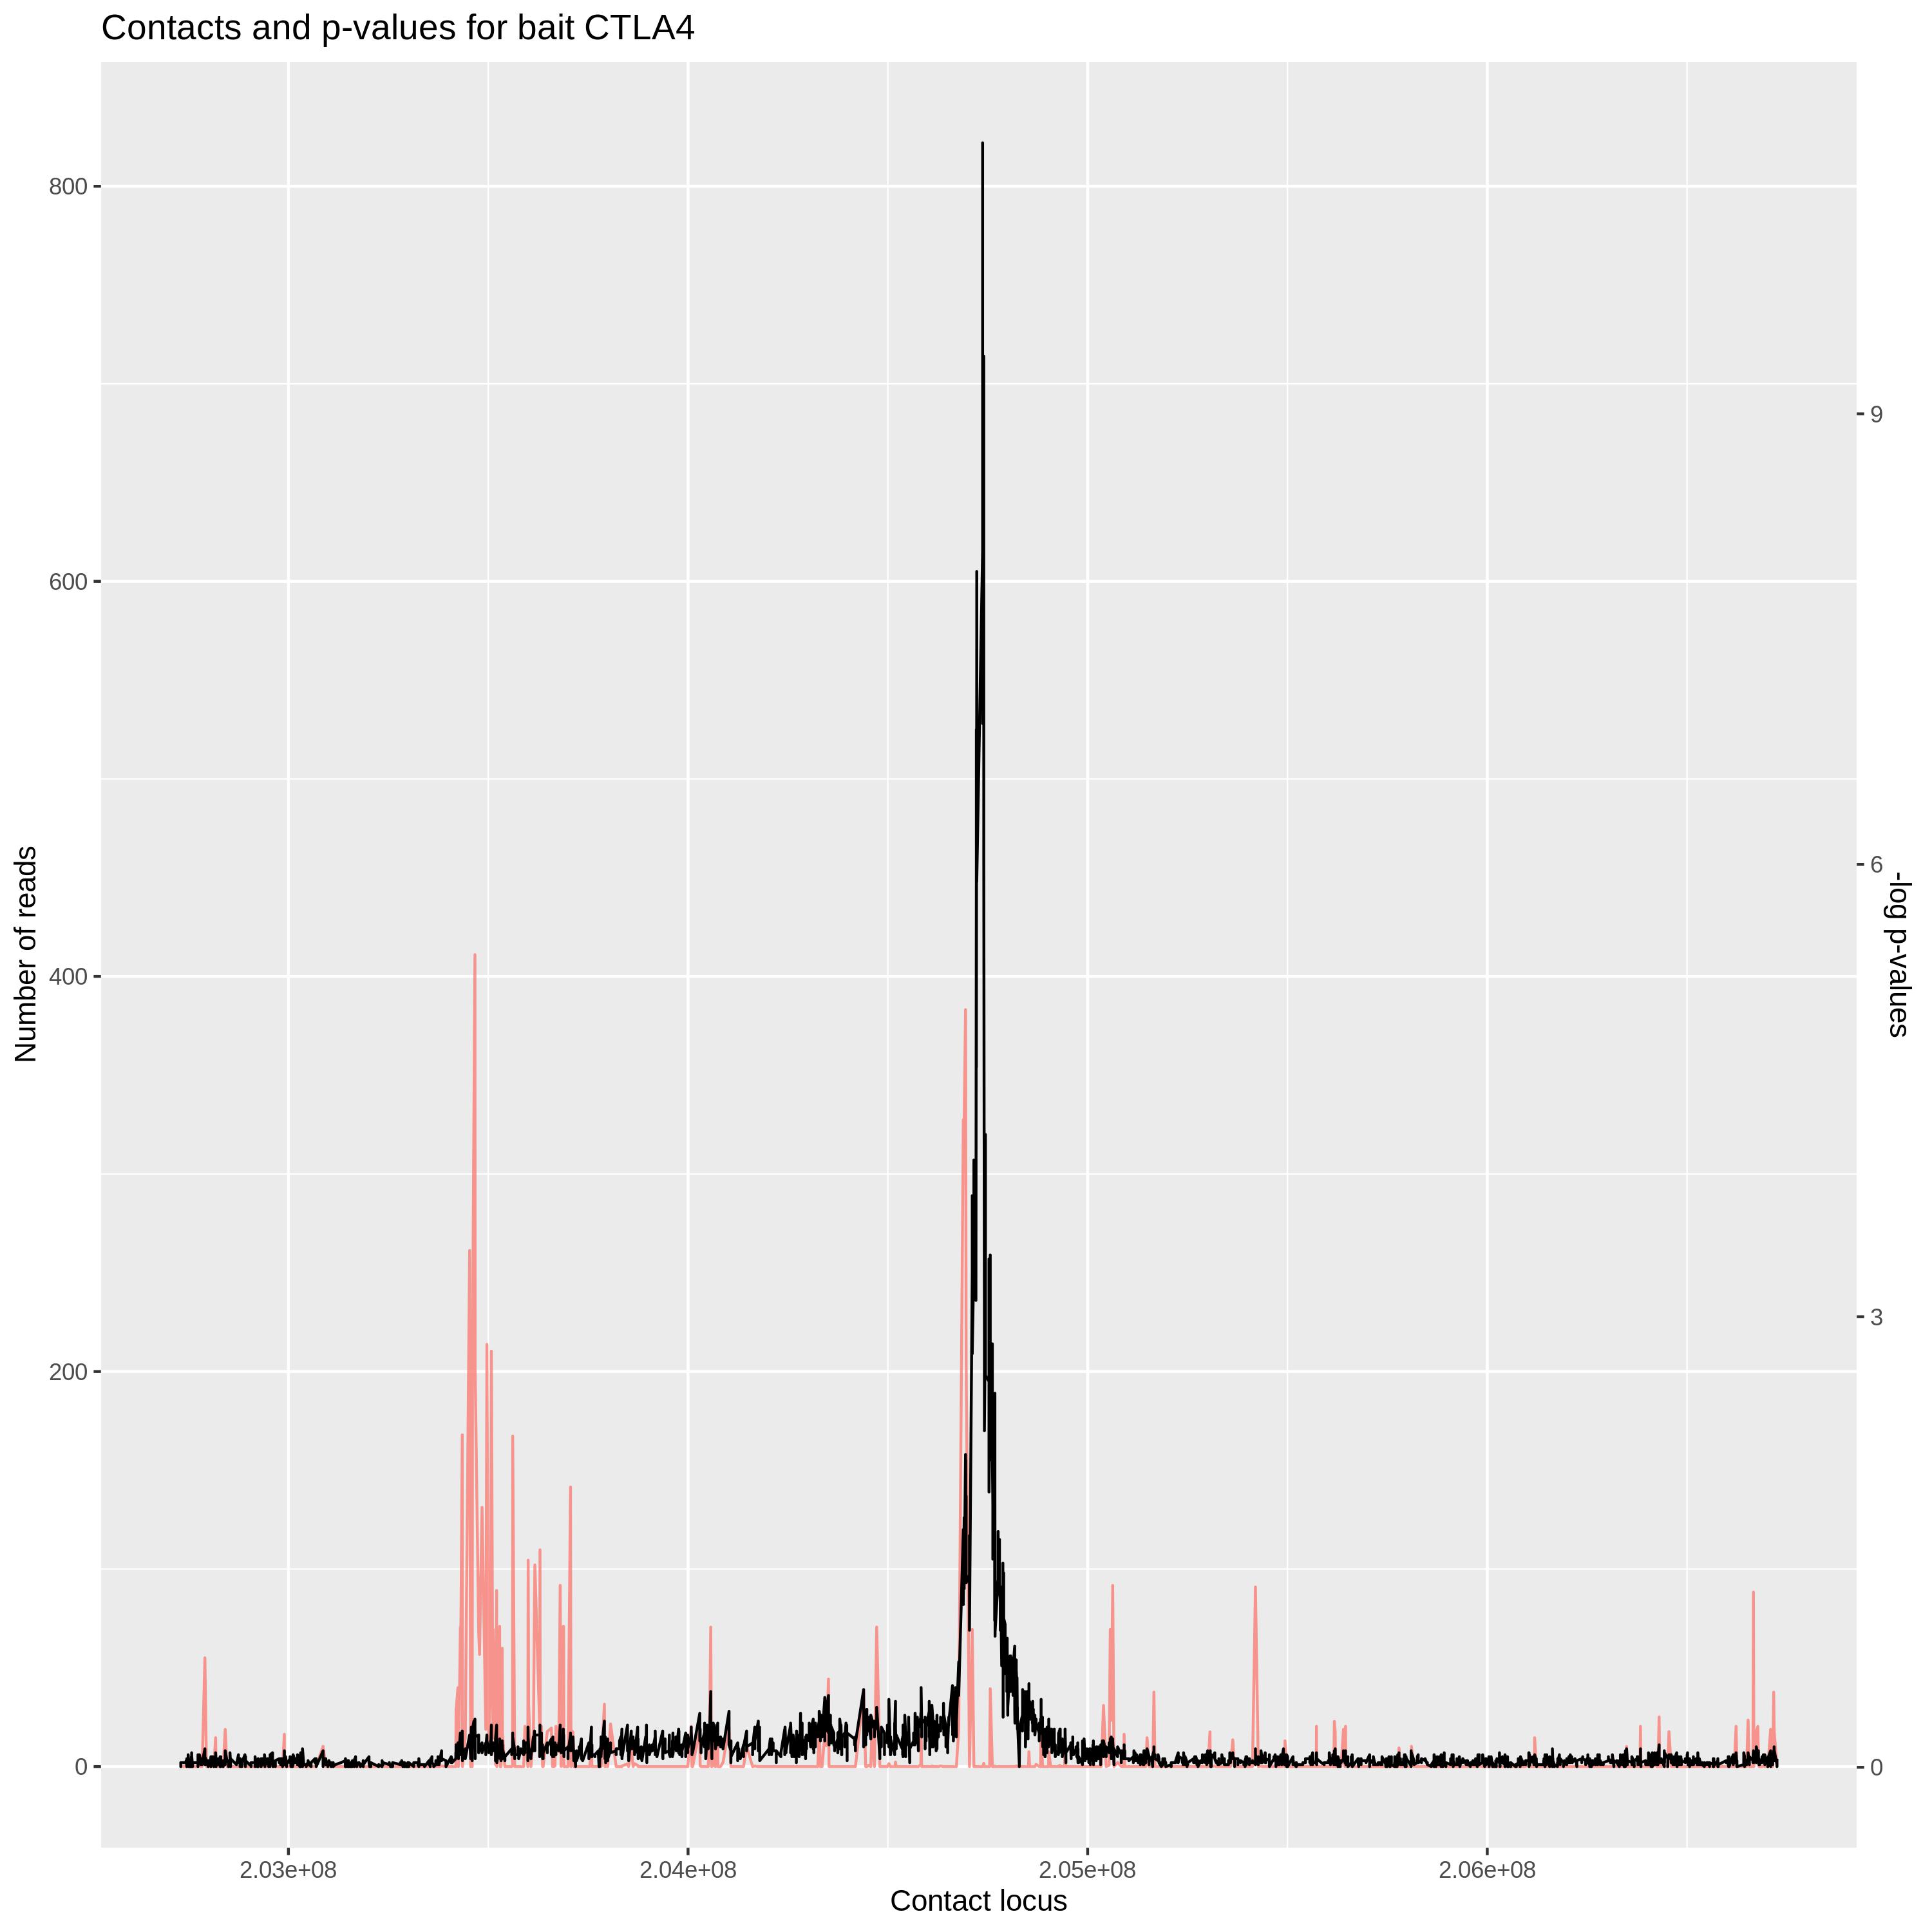 Contacts and p-values for bait CTLA4
800
600
400
200
0
Number of reads
9
6
3
0
-log p-values
2.03e+08
2.04e+08
2.05e+08
2.06e+08
Contact locus